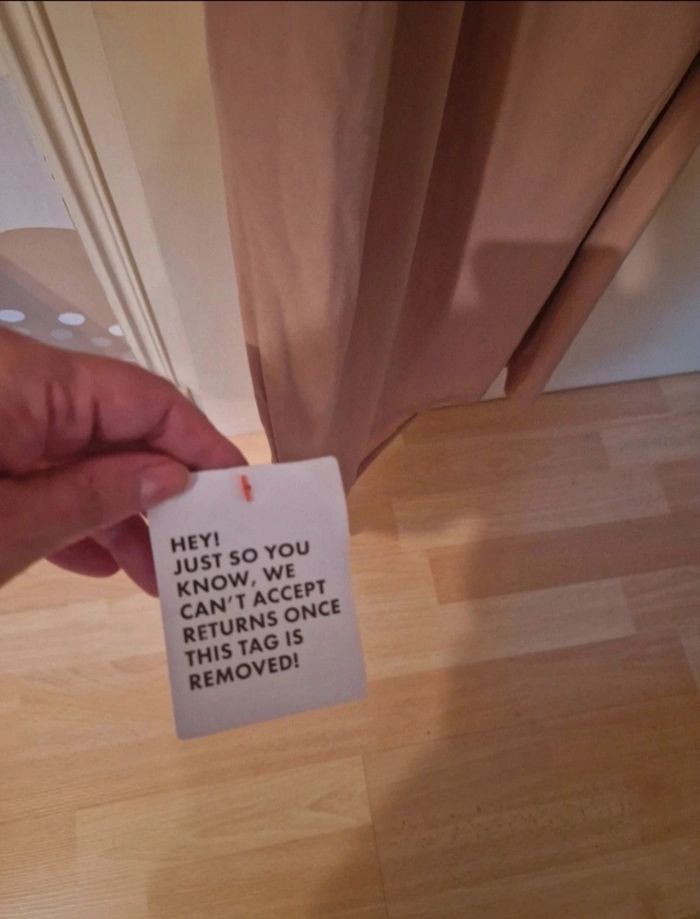 HEY!
JUST SO YOU
KNOW, WE
CAN'T ACCEPT
RETURNS ONCE
THIS TAG IS
REMOVED!